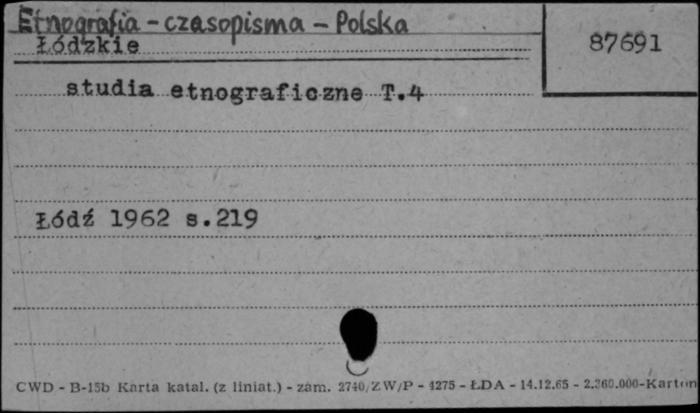 Etnografia - czasopisma - Polska
Łódzkie
87691
studia etnograficzne T.4
Łódź 1962 s.219
CWD - B-15b Karta katal. (z liniat.) - zam. 2740/ZW/P - 4275 - ŁDA - 14.12.65 - 2.360.000-Karton